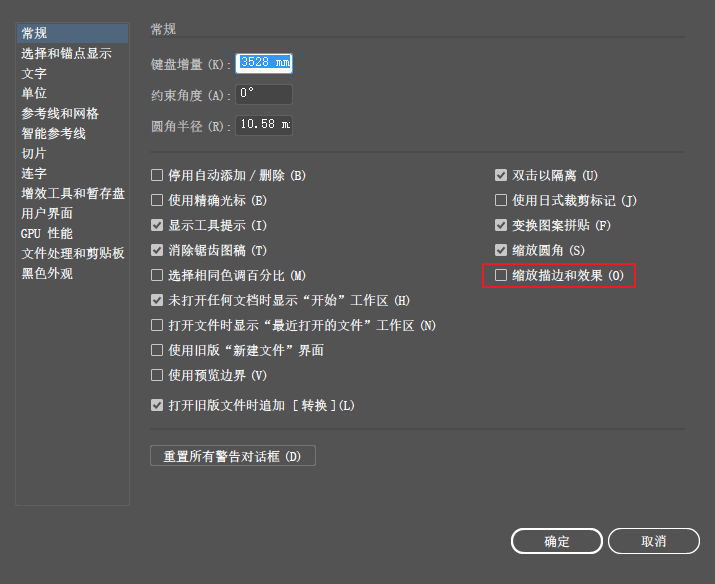 常规
选择和锚点显示
文字
单位
参考线和网格
智能参考线
切片
连字
增效工具和暂存盘
用户界面
GPU 性能
文件处理和剪贴板
黑色外观
常规
键盘增量 (K): 3528 mm
约束角度 (A): 0°
圆角半径 (R): 10.58 m
停用自动添加 / 删除 (B)
使用精确光标 (E)
显示工具提示 (I)
消除锯齿图稿 (T)
选择相同色调百分比 (M)
未打开任何文档时显示“开始”工作区 (H)
打开文件时显示“最近打开的文件”工作区 (N)
使用旧版“新建文件”界面
使用预览边界 (V)
打开旧版文件时追加 [ 转换 ](L)
双击以隔离 (U)
使用日式裁剪标记 (J)
变换图案拼贴 (F)
缩放圆角 (S)
缩放描边和效果 (O)
重置所有警告对话框 (D)
确定
取消